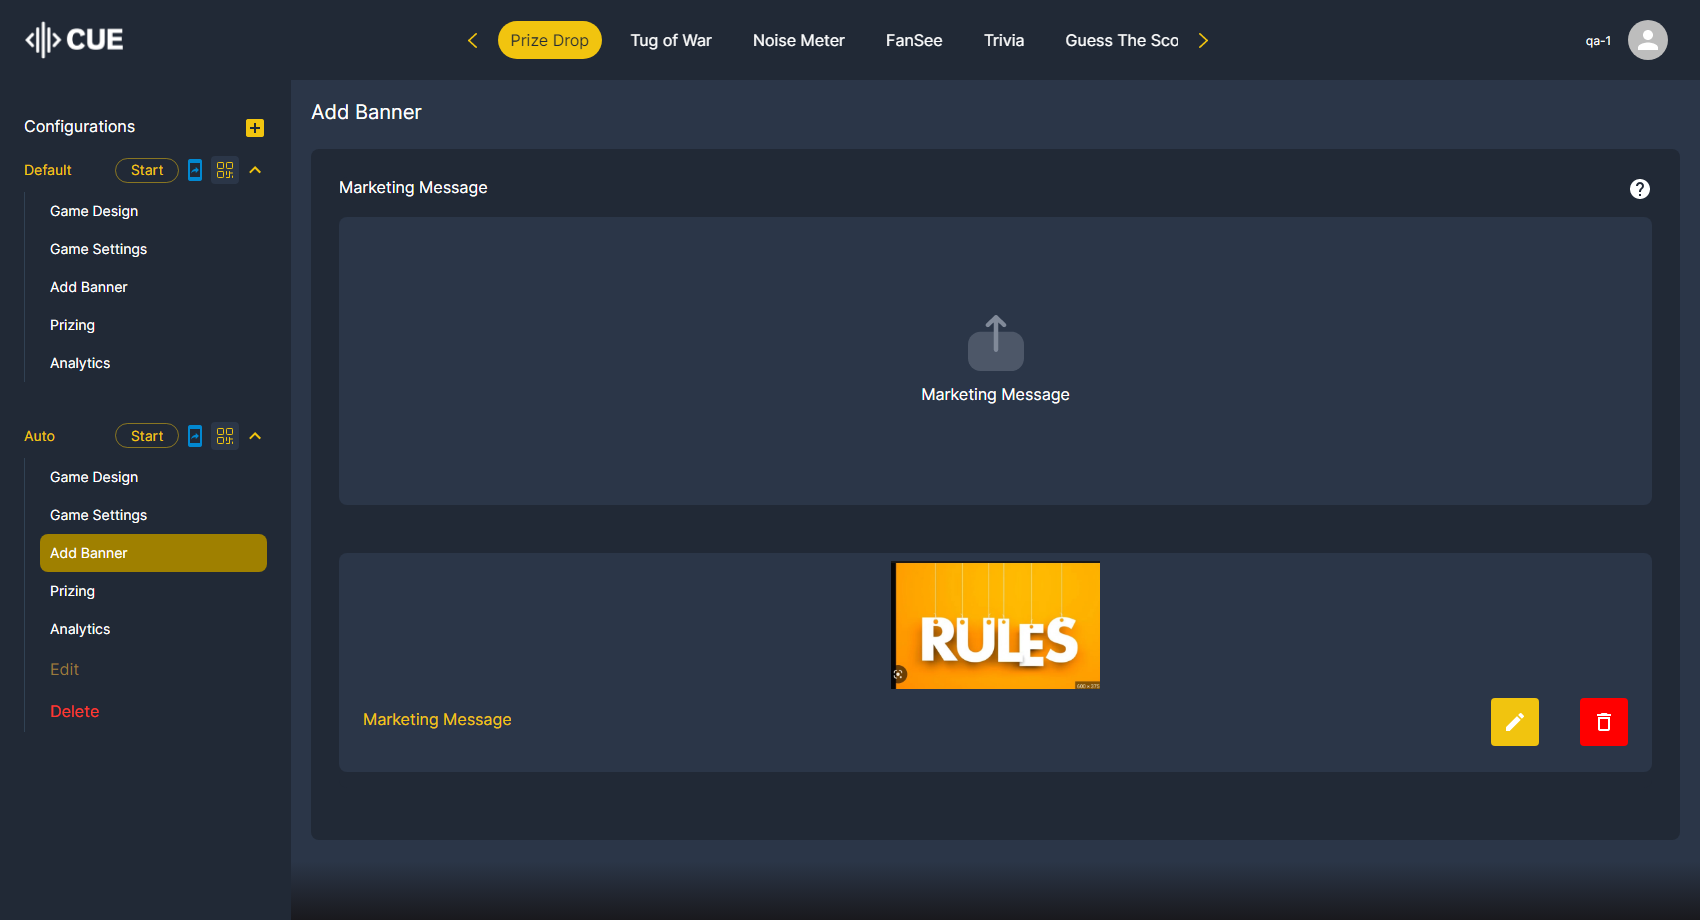 CUE
Prize Drop
Tug of War
Noise Meter
FanSee
Trivia
Guess The Sco
qa-1
Configurations
Default
Start
Game Design
Game Settings
Add Banner
Prizing
Analytics
Auto
Start
Game Design
Game Settings
Add Banner
Prizing
Analytics
Edit
Delete
Add Banner
Marketing Message
?
Marketing Message
RULES
600 x 375
Marketing Message